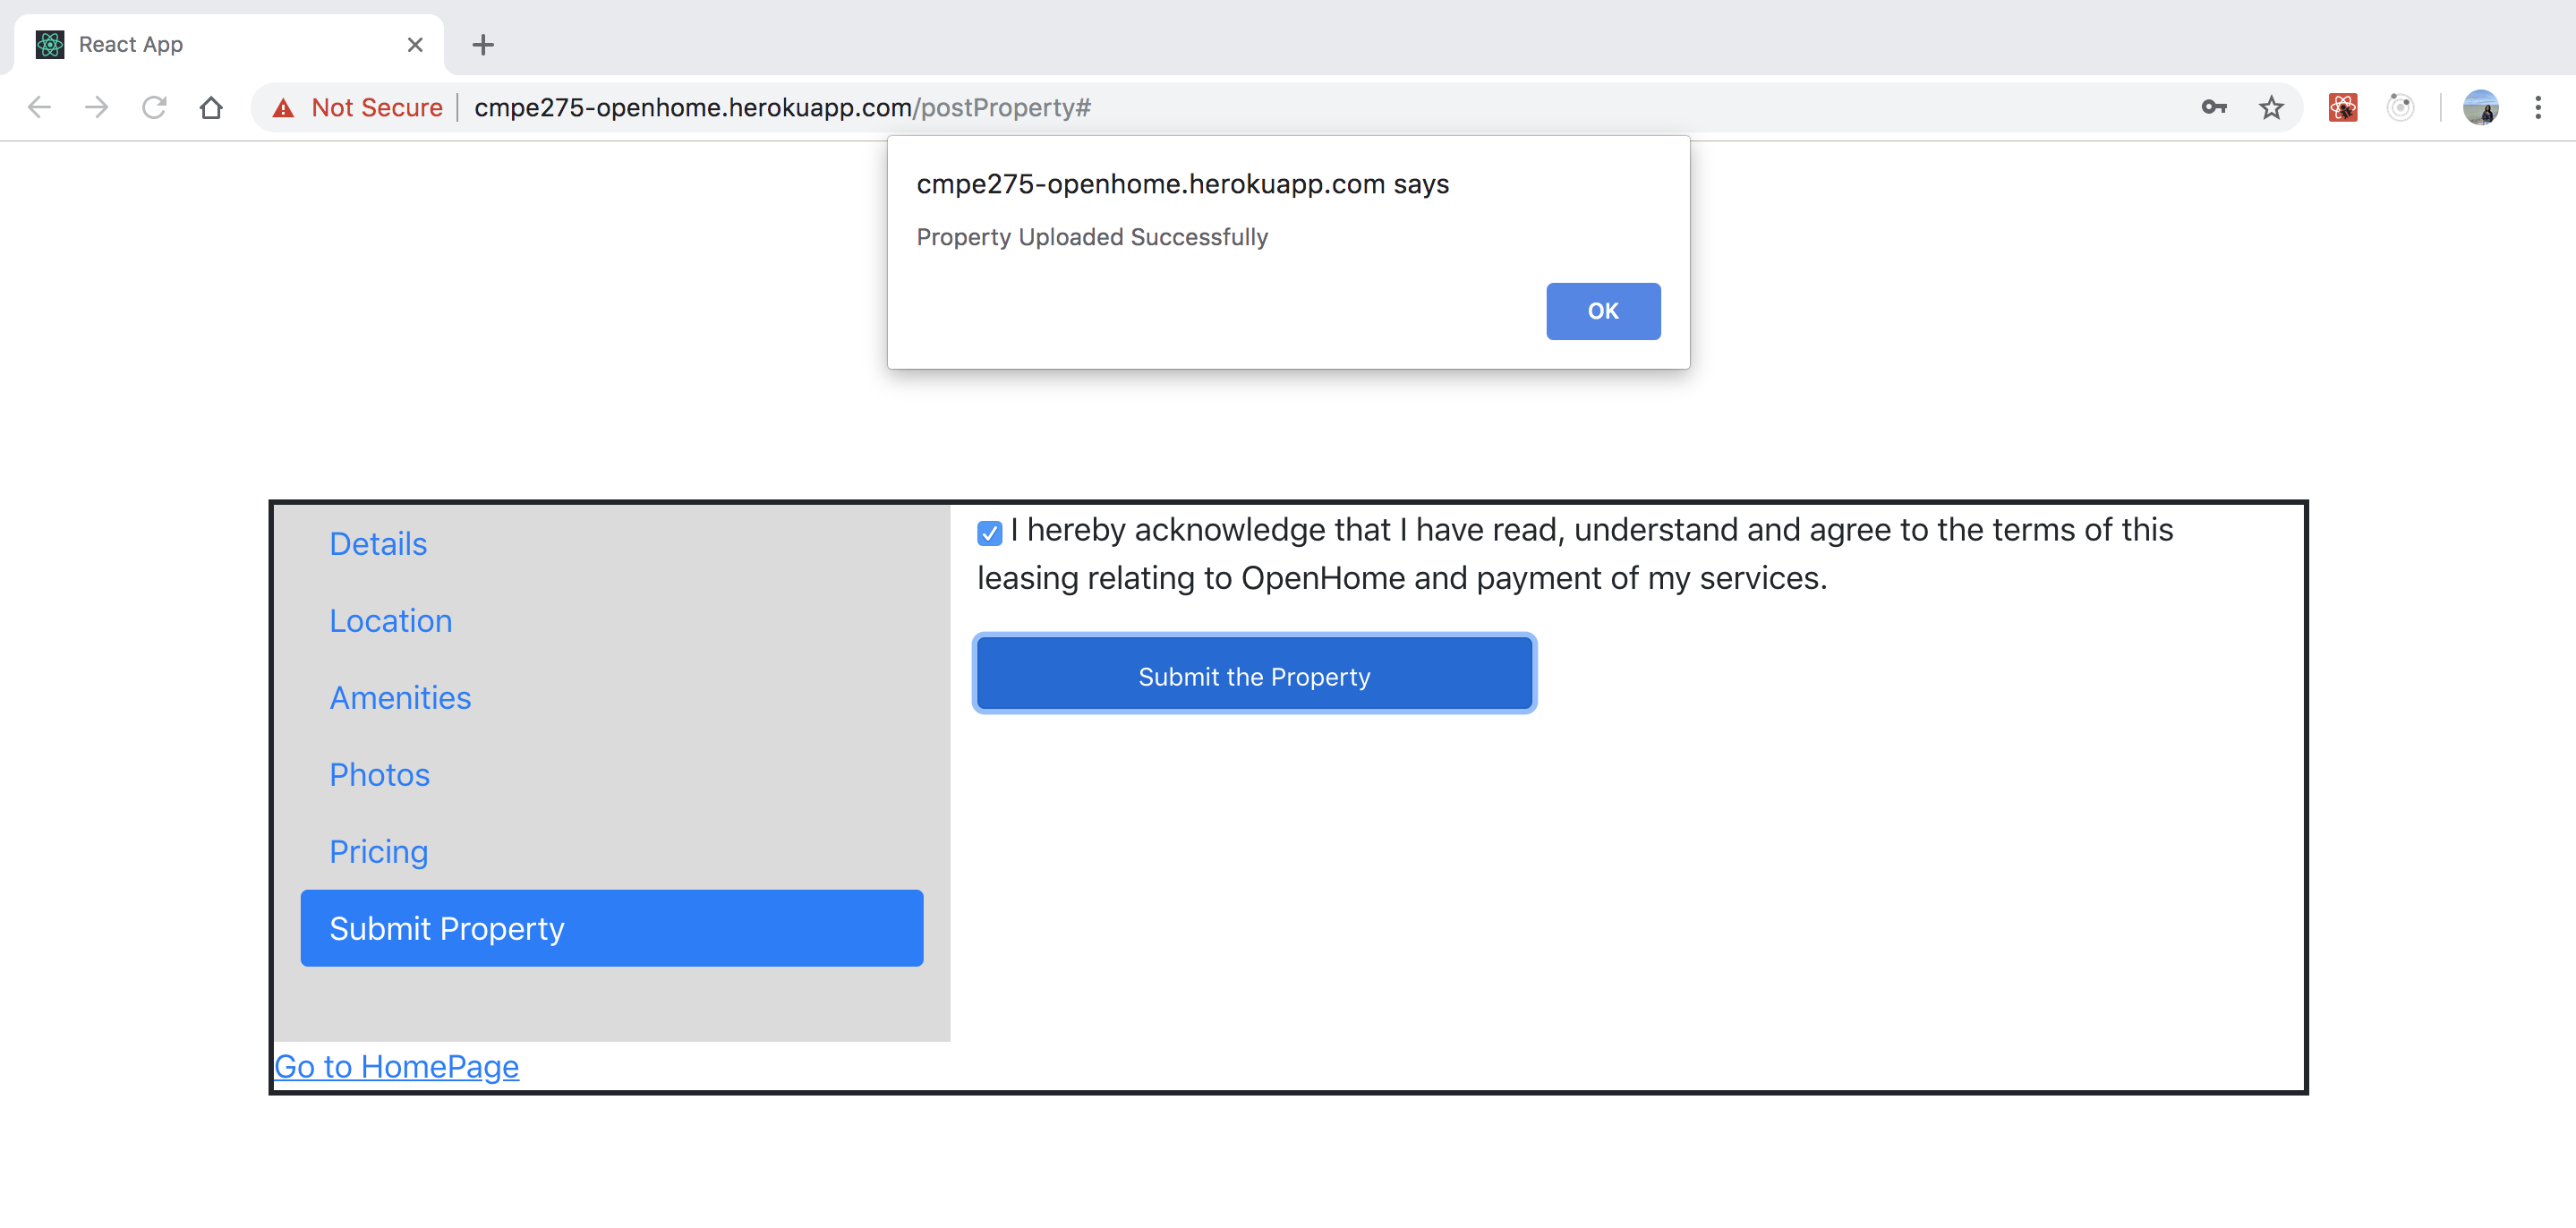 React App
Not Secure
cmpe275-openhome.herokuapp.com/postProperty#
cmpe275-openhome.herokuapp.com says
Property Uploaded Successfully
OK
Details
Location
Amenities
Photos
Pricing
Submit Property
Go to HomePage
I hereby acknowledge that I have read, understand and agree to the terms of this
leasing relating to OpenHome and payment of my services.
Submit the Property